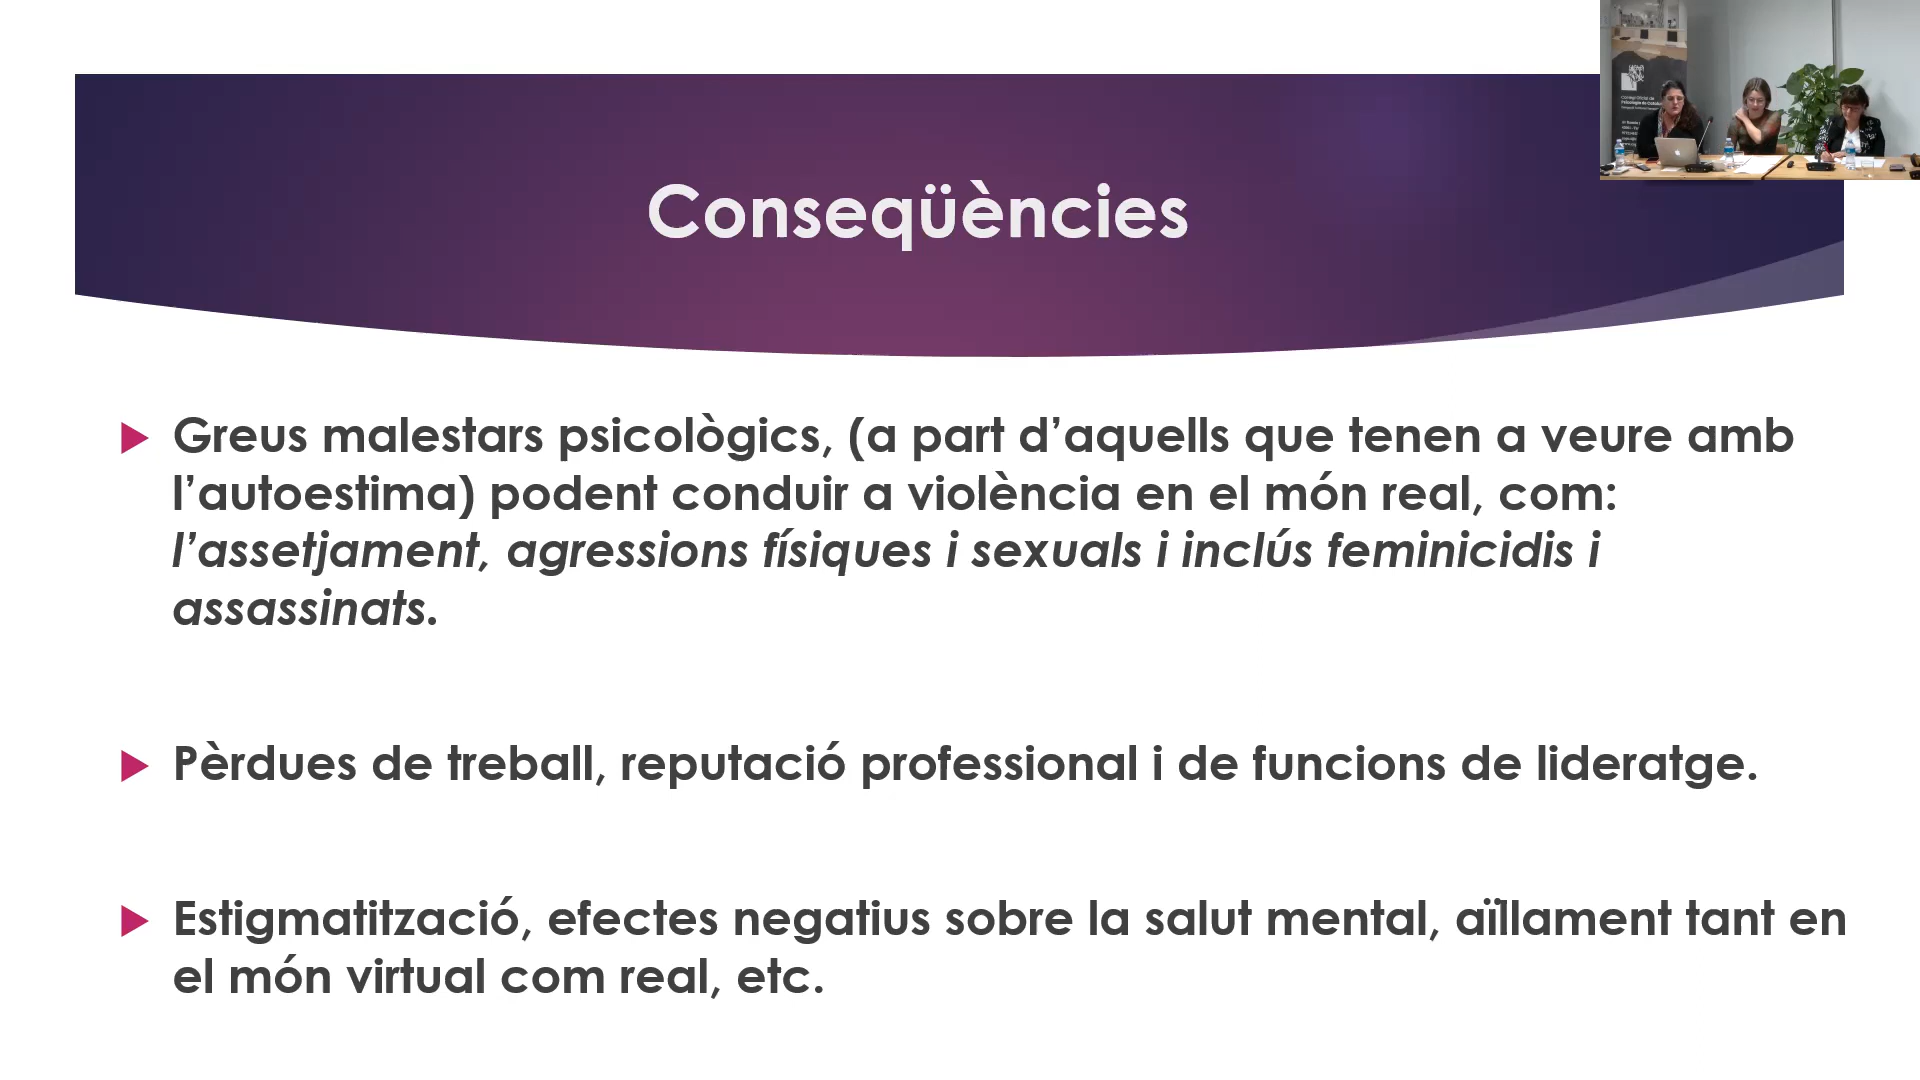 Conseqüències
Greus malestars psicològics, (a part d’aquells que tenen a veure amb
l’autoestima) podent conduir a violència en el món real, com:
l’assetjament, agressions físiques i sexuals i inclús feminicidis i
assassinats.
Pèrdues de treball, reputació professional i de funcions de lideratge.
Estigmatització, efectes negatius sobre la salut mental, aïllament tant en
el món virtual com real, etc.